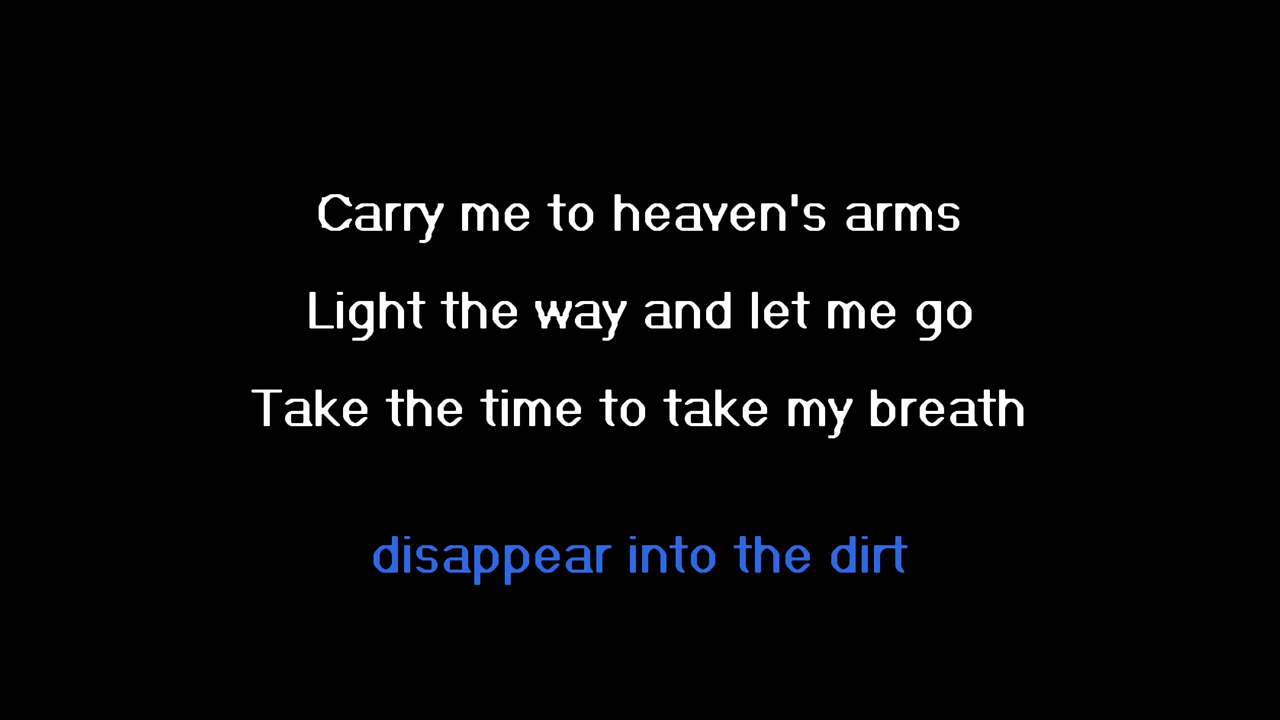 Carry me to heaven's arms
Light the way and let me go
Take the time to take my breath
disappear into the dirt